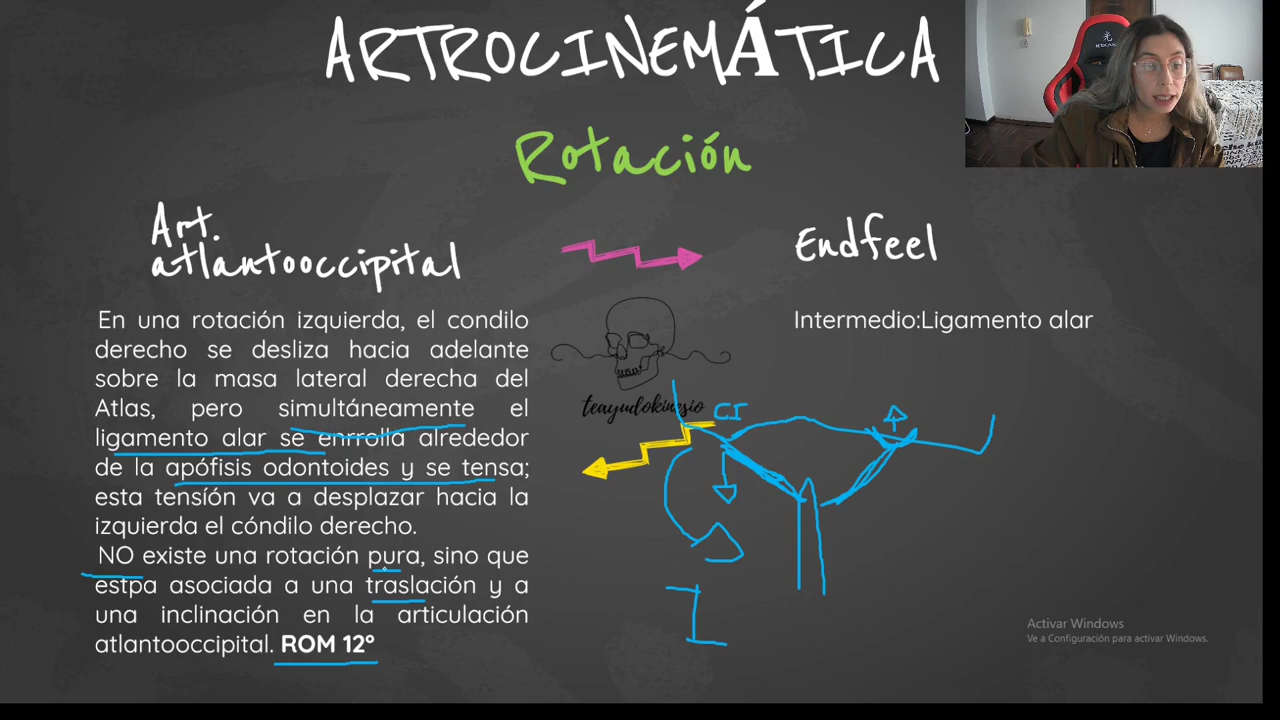 ARTROCINEMÁTICA
Rotación
Art.
atlantooccipital
Endfeel
En una rotación izquierda, el condilo
derecho se desliza hacia adelante
sobre la masa lateral derecha del
Atlas, pero simultáneamente el
ligamento alar se enrrolla alrededor
de la apófisis odontoides y se tensa;
esta tensíón va a desplazar hacia la
izquierda el cóndilo derecho.
NO existe una rotación pura, sino que
estpa asociada a una traslación y a
una inclinación en la articulación
atlantooccipital. ROM 12°
Intermedio:Ligamento alar
teayudokinesio
CI
I
Activar Windows
Ve a Configuración para activar Windows.